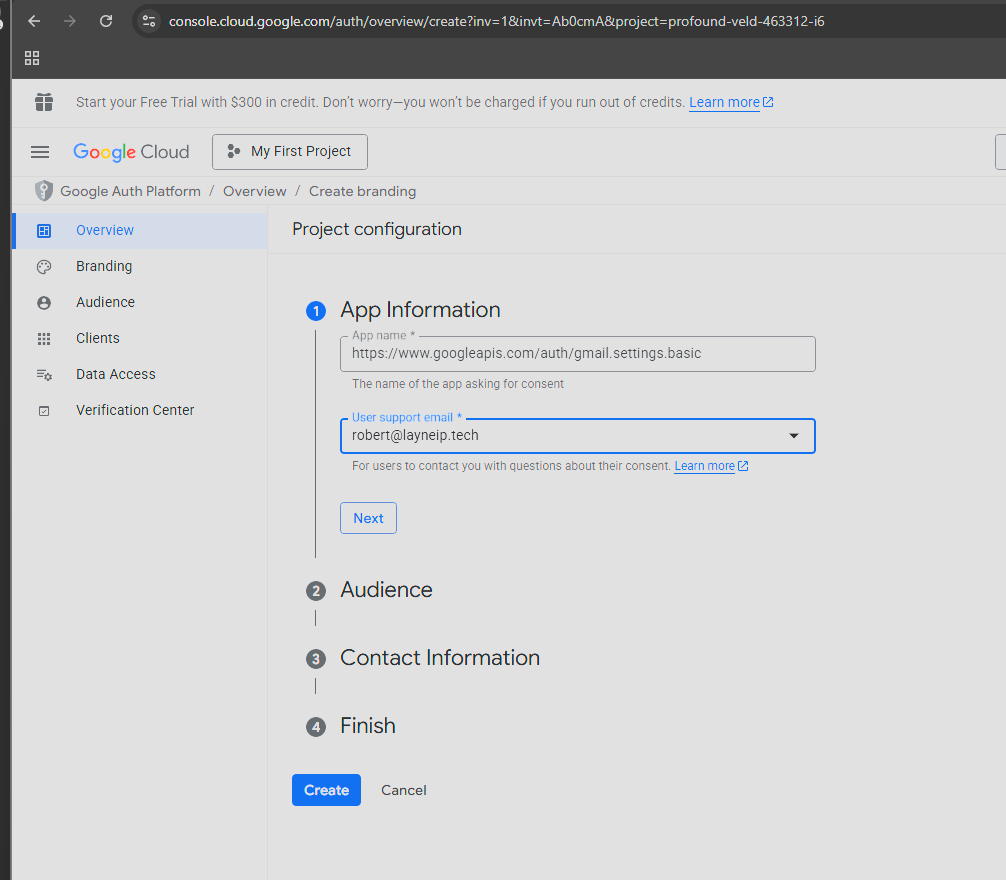 console.cloud.google.com/auth/overview/create?inv=1&invt=Ab0cmA&project=profound-veld-463312-i6
Start your Free Trial with $300 in credit. Don't worry—you won't be charged if you run out of credits. Learn more
Google Cloud
My First Project
Google Auth Platform / Overview / Create branding
Overview
Branding
Audience
Clients
Data Access
Verification Center
Project configuration
1 App Information
App name *
https://www.googleapis.com/auth/gmail.settings.basic
The name of the app asking for consent
User support email *
robert@layneip.tech
For users to contact you with questions about their consent. Learn more
Next
2 Audience
3 Contact Information
4 Finish
Create Cancel